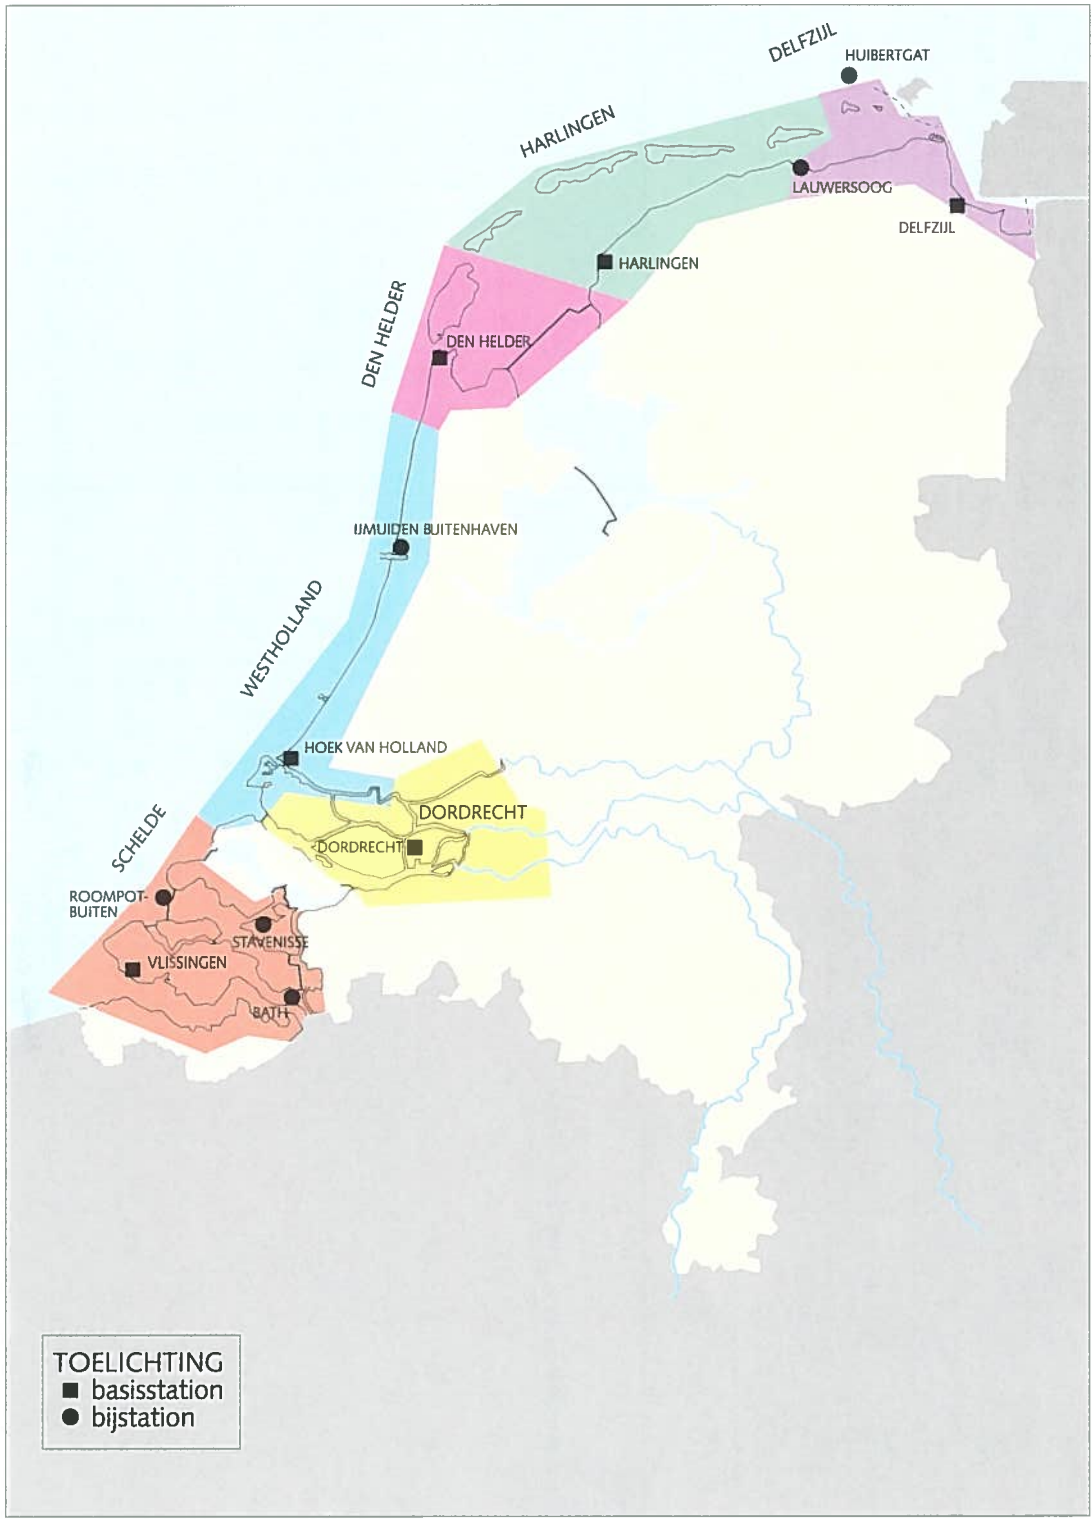 DELFZIJL
HUIBERTGAT
HARLINGEN
LAUWERSOOG
DELFZIJL
HARLINGEN
DEN HELDER
DEN HELDER
IJMUIDEN BUITENHAVEN
WESTHOLLAND
HOEK VAN HOLLAND
SCHELDE
DORDRECHT
DORDRECHT
ROOMPOT-
BUITEN
STAVENISSE
VLISSINGEN
BATH
TOELICHTING
basisstation
bijstation